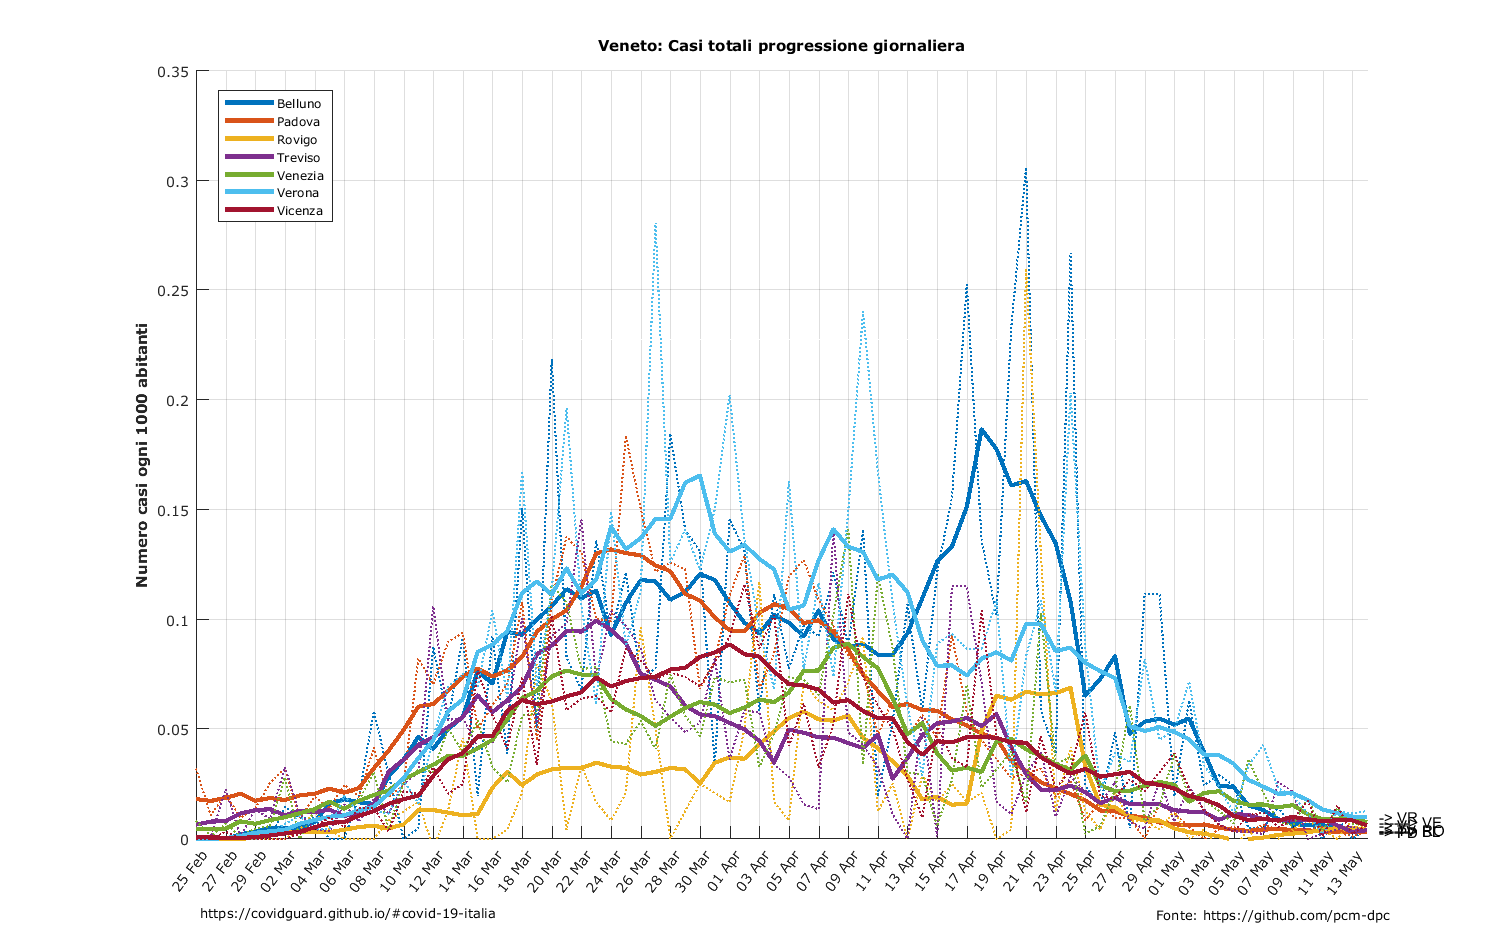 Veneto: Casi totali progressione giornaliera
Numero casi ogni 1000 abitanti
0.35
0.3
0.25
0.2
0.15
0.1
0.05
0
Belluno
Padova
Rovigo
Treviso
Venezia
Verona
Vicenza
-> VR
VE
RO
25 Feb
27 Feb
29 Feb
02 Mar
04 Mar
06 Mar
08 Mar
10 Mar
12 Mar
14 Mar
16 Mar
18 Mar
20 Mar
22 Mar
24 Mar
26 Mar
28 Mar
30 Mar
01 Apr
03 Apr
05 Apr
07 Apr
09 Apr
11 Apr
13 Apr
15 Apr
17 Apr
19 Apr
21 Apr
23 Apr
25 Apr
27 Apr
29 Apr
01 May
03 May
05 May
07 May
09 May
11 May
13 May
https://covidguard.github.io/#covid-19-italia
Fonte: https://github.com/pcm-dpc